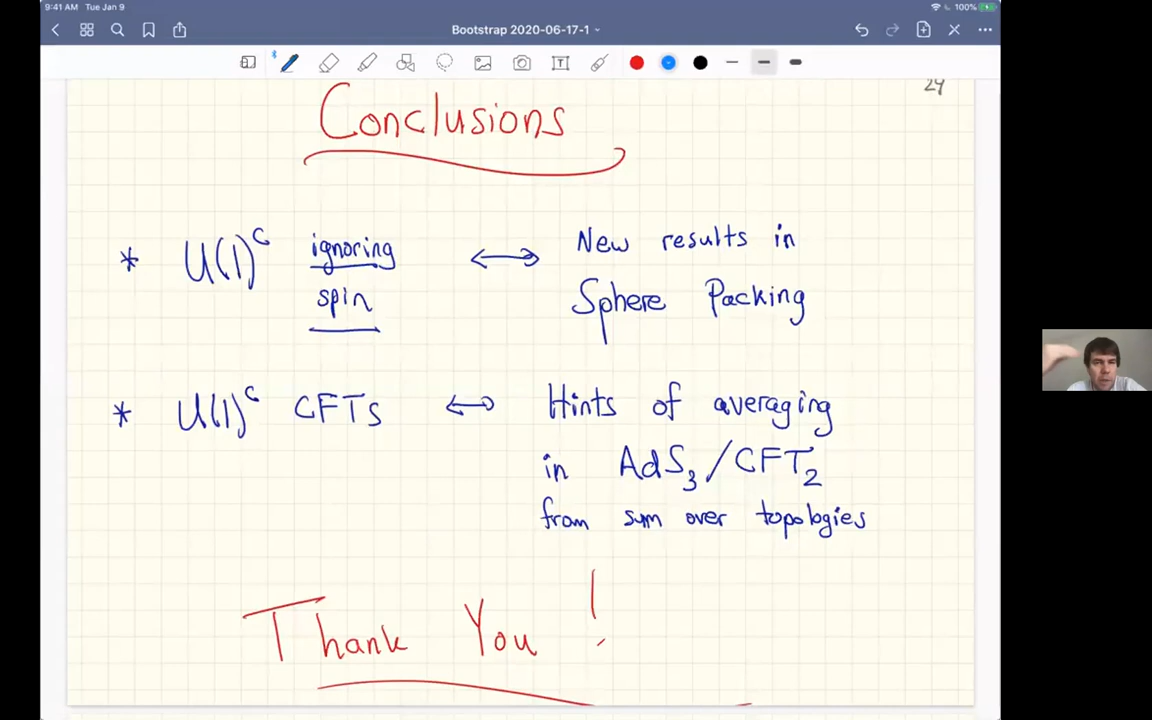 9:41 AM Tue Jan 9
100%
Bootstrap 2020-06-17-1
24
Conclusions
* U(1)^c ignoring spin ↔ New results in
Sphere Packing
* U(1)^c CFTs ↔ Hints of averaging
in AdS₃/CFT₂
from sum over topologies
Thank You !